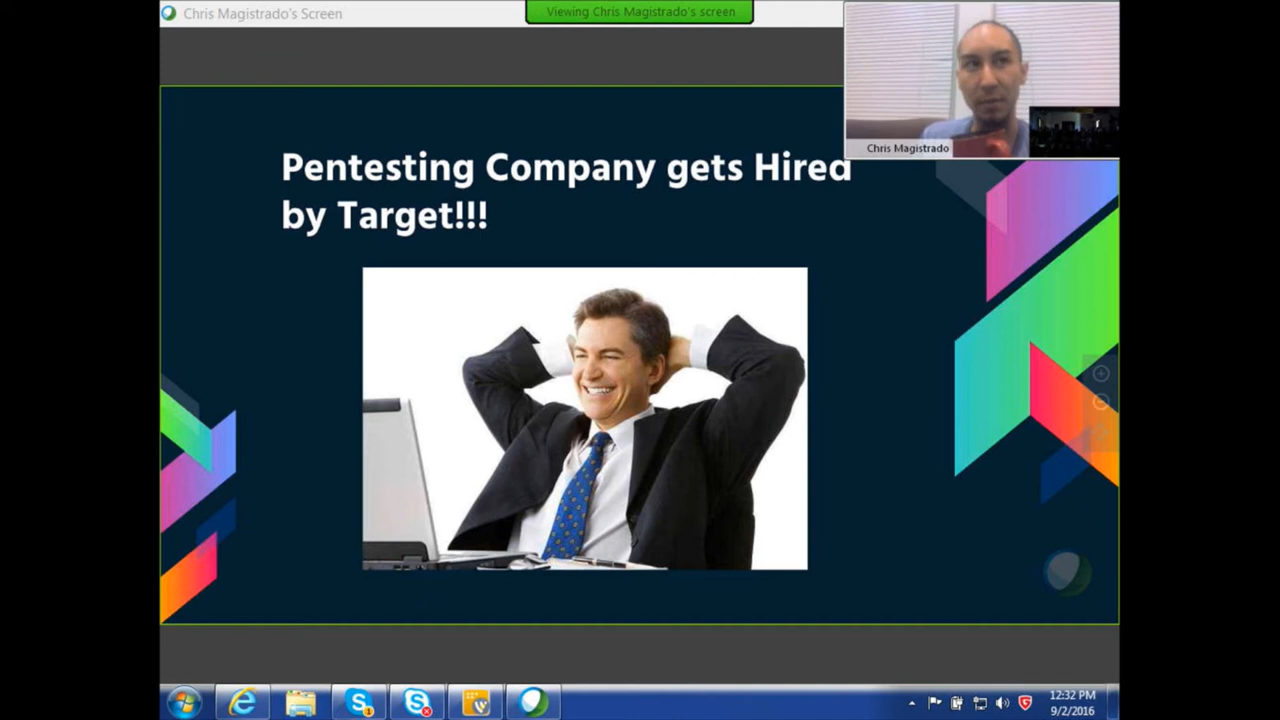 Chris Magistrado's Screen
Viewing Chris Magistrado's screen
Chris Magistrado
Pentesting Company gets Hired
by Target!!!
12:32 PM
9/2/2016